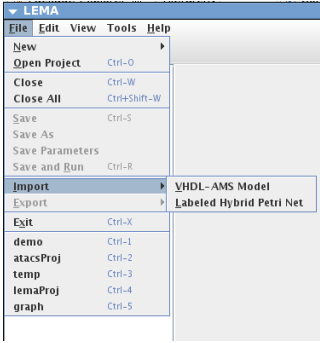 LEMA
File Edit View Tools Help
New
Open Project Ctrl-O
Close Ctrl-W
Close All Ctrl+Shift-W
Save Ctrl-S
Save As
Save Parameters
Save and Run Ctrl-R
Import
VHDL-AMS Model
Export
Labeled Hybrid Petri Net
Exit Ctrl-X
demo Ctrl-1
atacsProj Ctrl-2
temp Ctrl-3
lemaProj Ctrl-4
graph Ctrl-5